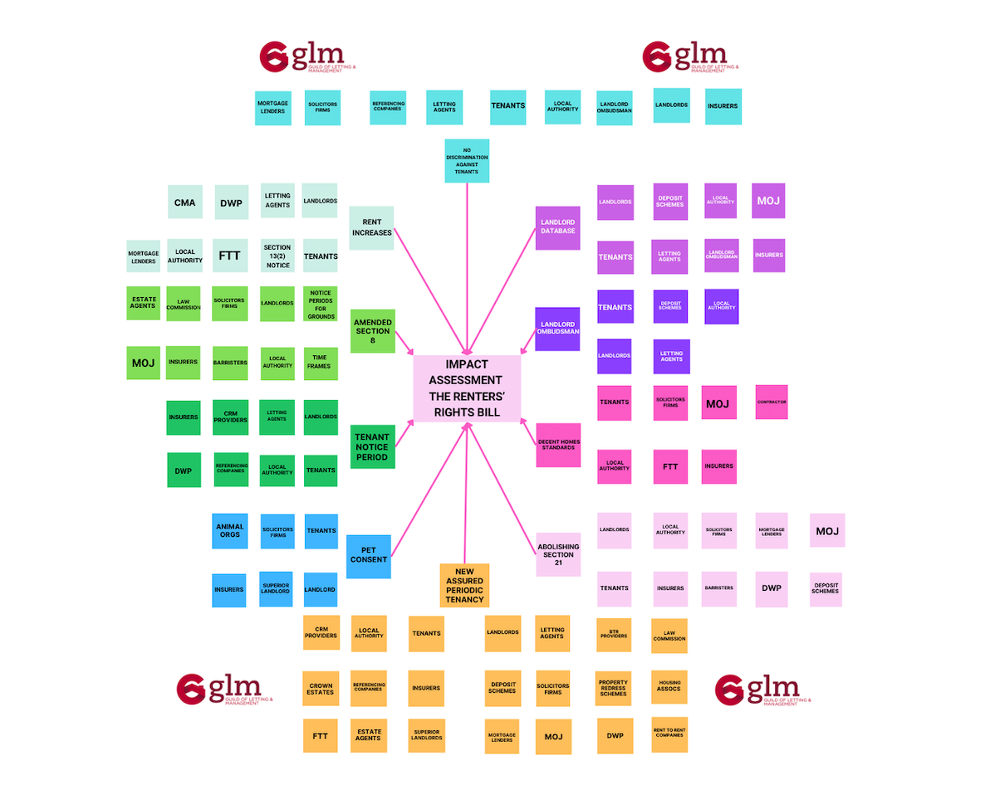 glm
GUILD OF LETTING &
MANAGEMENT
glm
GUILD OF LETTING &
MANAGEMENT
MORTGAGE
LENDERS
SOLICITORS
FIRMS
REFERENCING
COMPANIES
LETTING
AGENTS
TENANTS
LOCAL
AUTHORITY
LANDLORD
OMBUDSMAN
LANDLORDS
INSURERS
NO
DISCRIMINATION
AGAINST
TENANTS
CMA
DWP
LETTING
AGENTS
LANDLORDS
RENT
INCREASES
MORTGAGE
LENDERS
LOCAL
AUTHORITY
FTT
SECTION
13(2)
NOTICE
TENANTS
LANDLORD
DATABASE
LANDLORDS
DEPOSIT
SCHEMES
LOCAL
AUTHORITY
MOJ
TENANTS
LETTING
AGENTS
LANDLORD
OMBUDSMAN
INSURERS
ESTATE
AGENTS
LAW
COMMISSION
SOLICITORS
FIRMS
LANDLORDS
NOTICE
PERIODS
FOR
GROUNDS
AMENDED
SECTION
8
MOJ
INSURERS
BARRISTERS
LOCAL
AUTHORITY
TIME
FRAMES
LANDLORD
OMBUDSMAN
TENANTS
DEPOSIT
SCHEMES
LOCAL
AUTHORITY
LANDLORDS
LETTING
AGENTS
IMPACT
ASSESSMENT
THE RENTERS'
RIGHTS BILL
INSURERS
CRM
PROVIDERS
LETTING
AGENTS
LANDLORDS
TENANT
NOTICE
PERIOD
DWP
REFERENCING
COMPANIES
LOCAL
AUTHORITY
TENANTS
DECENT HOMES
STANDARDS
TENANTS
SOLICITORS
FIRMS
MOJ
CONTRACTOR
LOCAL
AUTHORITY
FTT
INSURERS
ANIMAL
ORGS
SOLICITORS
FIRMS
TENANTS
PET
CONSENT
INSURERS
SUPERIOR
LANDLORD
LANDLORD
ABOLISHING
SECTION
21
LANDLORDS
LOCAL
AUTHORITY
SOLICITORS
FIRMS
MORTGAGE
LENDERS
MOJ
TENANTS
INSURERS
BARRISTERS
DWP
DEPOSIT
SCHEMES
NEW
ASSURED
PERIODIC
TENANCY
CRM
PROVIDERS
LOCAL
AUTHORITY
TENANTS
LANDLORDS
LETTING
AGENTS
BTR
PROVIDERS
LAW
COMMISSION
CROWN
ESTATES
REFERENCING
COMPANIES
INSURERS
DEPOSIT
SCHEMES
SOLICITORS
FIRMS
PROPERTY
REDRESS
SCHEMES
HOUSING
ASSOCS
FTT
ESTATE
AGENTS
SUPERIOR
LANDLORDS
MORTGAGE
LENDERS
MOJ
DWP
RENT TO RENT
COMPANIES
glm
GUILD OF LETTING &
MANAGEMENT
glm
GUILD OF LETTING &
MANAGEMENT